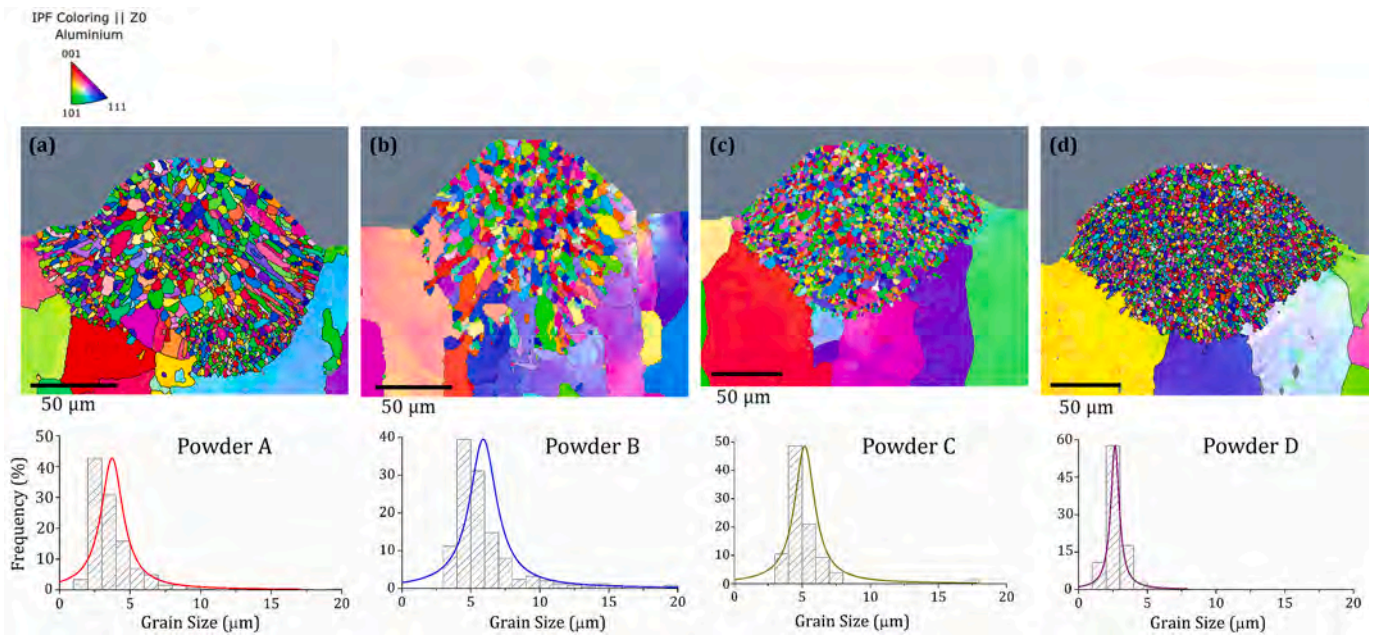 IPF Coloring || Z0
Aluminium
001
101 111
(a) (b) (c) (d)
50 µm 50 µm 50 µm 50 µm
Powder A
Frequency (%)
50
40
30
20
10
0
0 5 10 15 20
Grain Size (µm)
Powder B
40
30
20
10
0
0 5 10 15 20
Grain Size (µm)
Powder C
50
40
30
20
10
0
0 5 10 15 20
Grain Size (µm)
Powder D
60
45
30
15
0
0 5 10 15 20
Grain Size (µm)